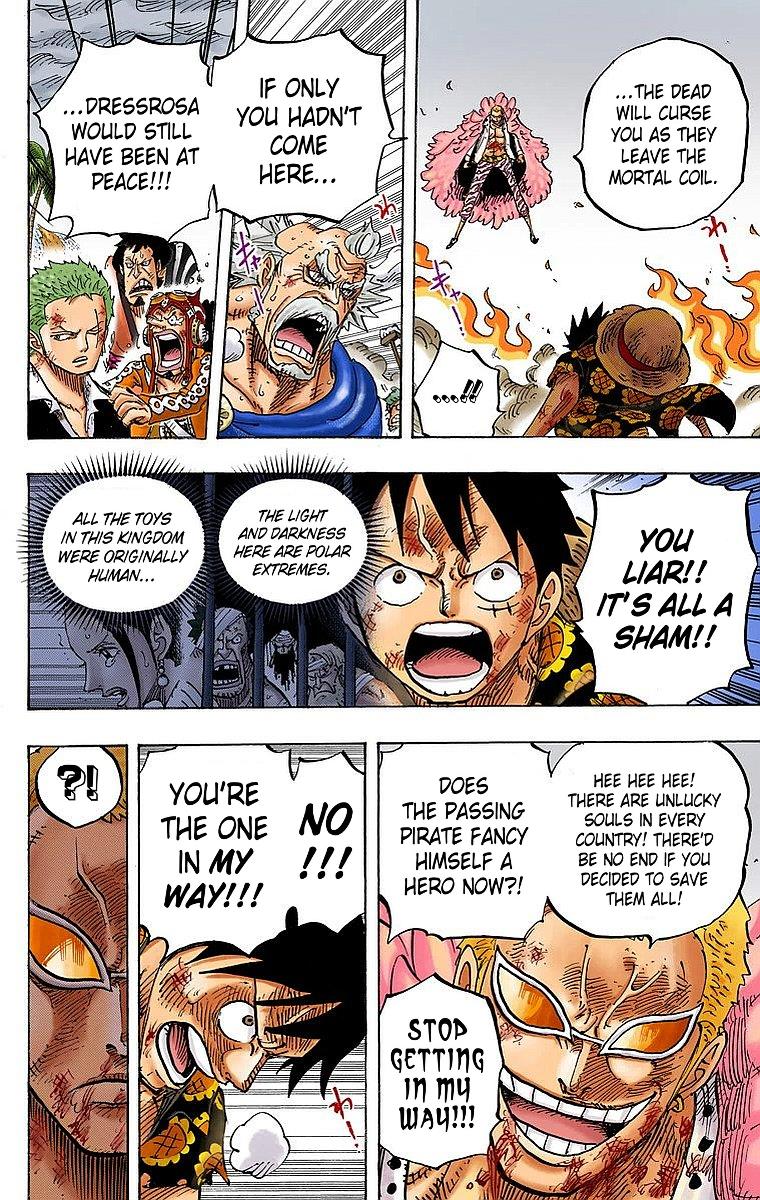 ...THE DEAD
WILL CURSE
YOU AS THEY
LEAVE THE
MORTAL COIL.
...!!
IF ONLY
YOU HADN'T
COME
HERE...
...DRESSROSA
WOULD STILL
HAVE BEEN AT
PEACE!!!
YOU
LIAR!!
IT'S ALL A
SHAM!!
THE LIGHT
AND DARKNESS
HERE ARE POLAR
EXTREMES.
ALL THE TOYS
IN THIS KINGDOM
WERE ORIGINALLY
HUMAN...
HEE HEE HEE!
THERE ARE UNLUCKY
SOULS IN EVERY
COUNTRY! THERE'D
BE NO END IF YOU
DECIDED TO SAVE
THEM ALL!
DOES
THE PASSING
PIRATE FANCY
HIMSELF A
HERO NOW?!
STOP
GETTING
IN MY
WAY!!!
NO
!!!
YOU'RE
THE ONE
IN MY
WAY!!!
?!